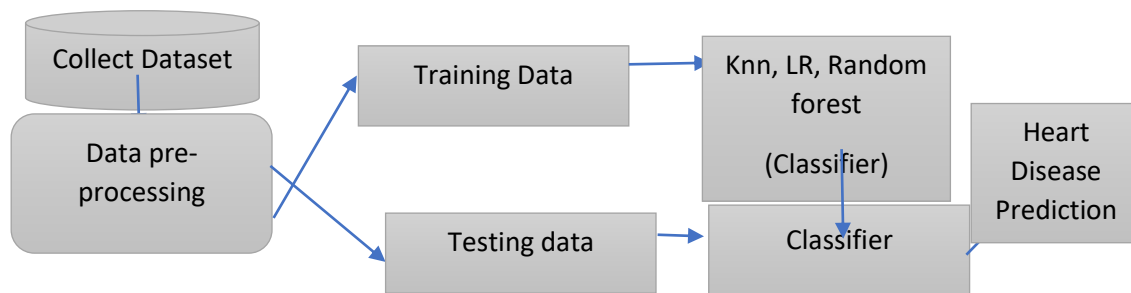 Collect Dataset
Data pre-
processing
Training Data
Testing data
Knn, LR, Random
forest
(Classifier)
Classifier
Heart
Disease
Prediction